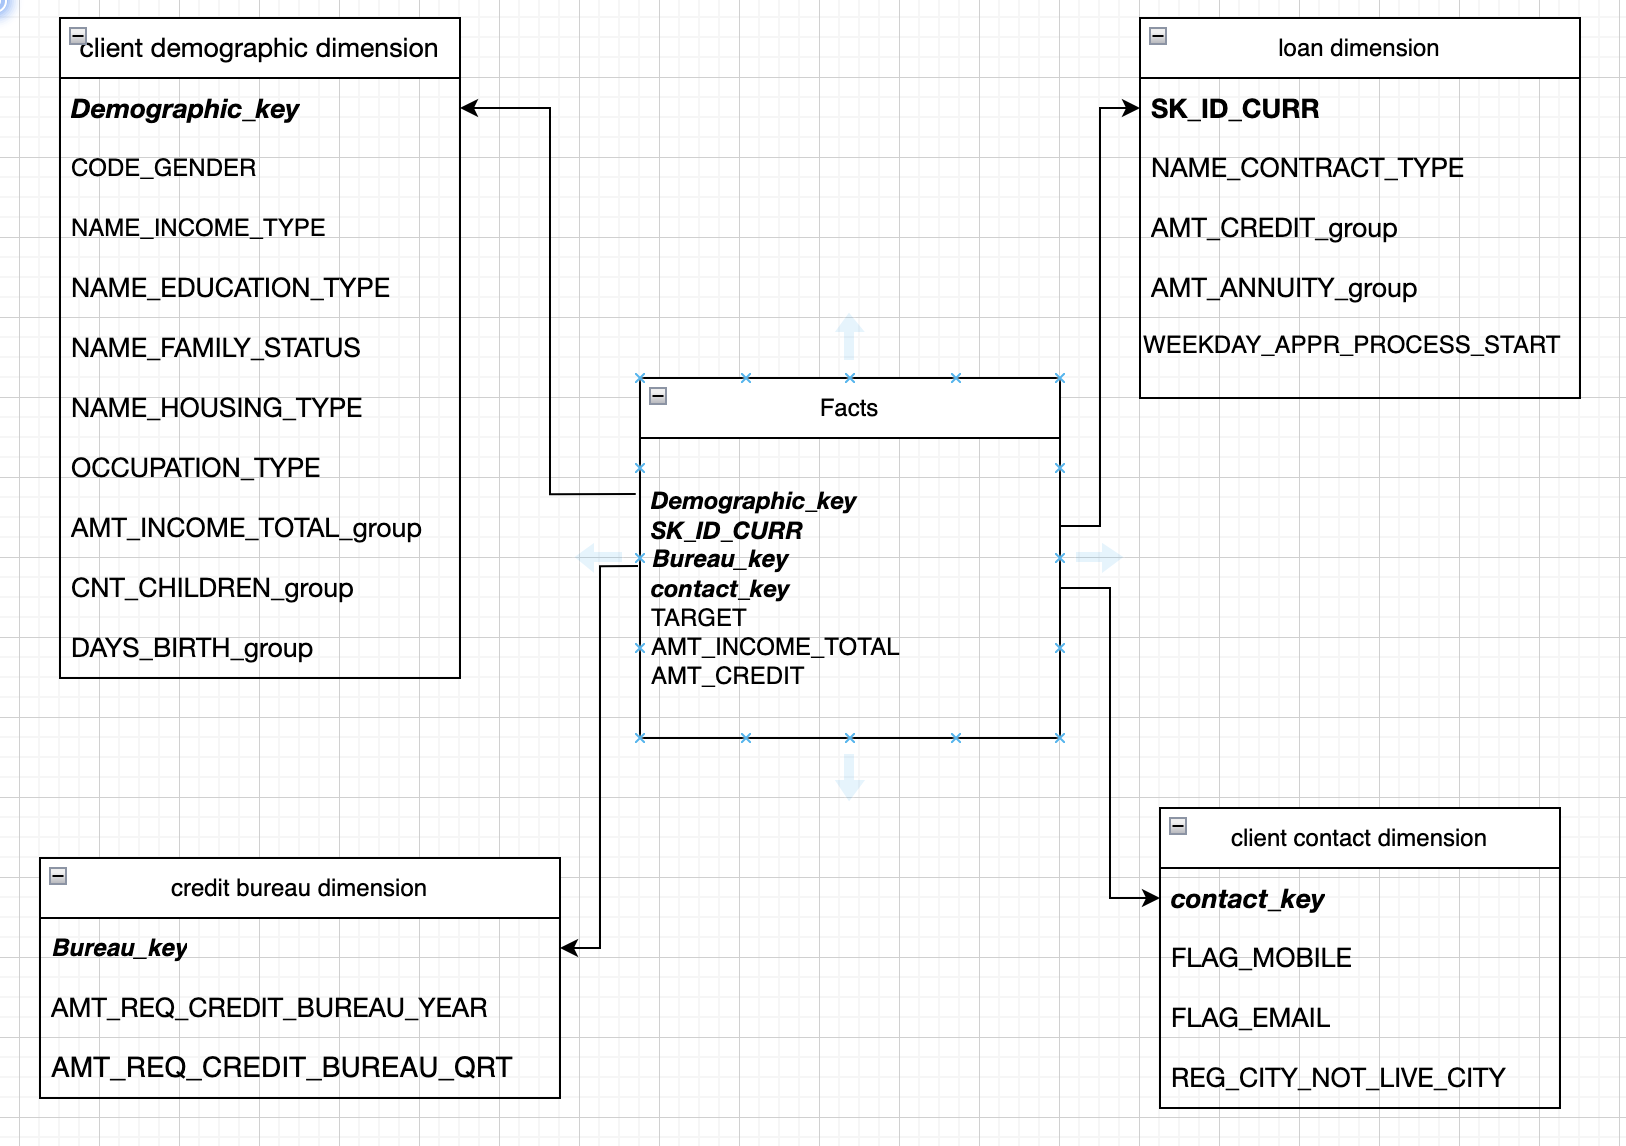 client demographic dimension
Demographic_key
CODE_GENDER
NAME_INCOME_TYPE
NAME_EDUCATION_TYPE
NAME_FAMILY_STATUS
NAME_HOUSING_TYPE
OCCUPATION_TYPE
AMT_INCOME_TOTAL_group
CNT_CHILDREN_group
DAYS_BIRTH_group
loan dimension
SK_ID_CURR
NAME_CONTRACT_TYPE
AMT_CREDIT_group
AMT_ANNUITY_group
WEEKDAY_APPR_PROCESS_START
Facts
Demographic_key
SK_ID_CURR
Bureau_key
contact_key
TARGET
AMT_INCOME_TOTAL
AMT_CREDIT
credit bureau dimension
Bureau_key
AMT_REQ_CREDIT_BUREAU_YEAR
AMT_REQ_CREDIT_BUREAU_QRT
client contact dimension
contact_key
FLAG_MOBILE
FLAG_EMAIL
REG_CITY_NOT_LIVE_CITY